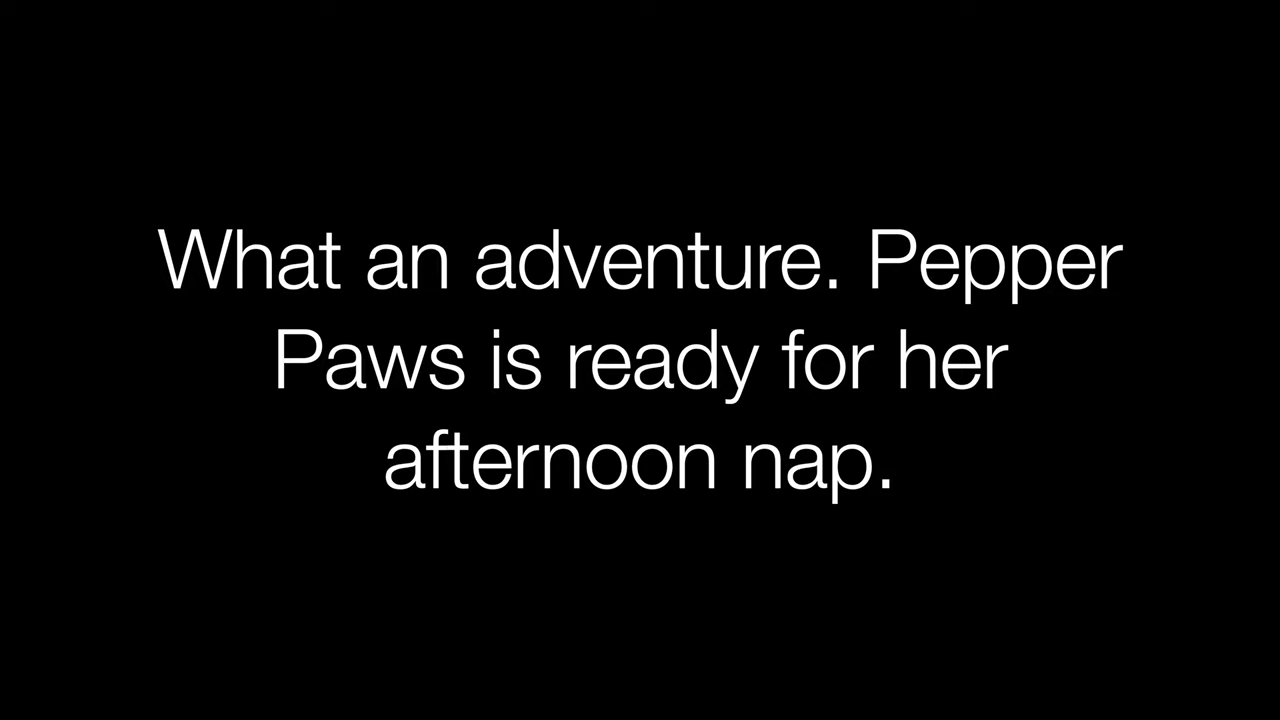 What an adventure. Pepper
Paws is ready for her
afternoon nap.